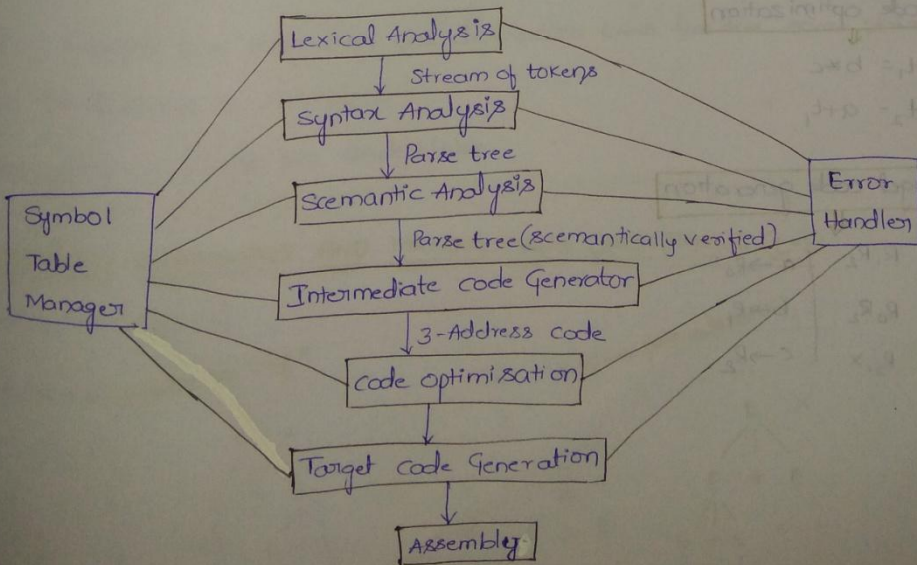 Lexical Analysis
Stream of tokens
Syntax Analysis
Parse tree
Scemantic Analysis
Parse tree (scemantically verified)
Intermediate code Generator
3-Address code
code optimisation
Target code Generation
Assembly
Symbol
Table
Manager
Error
Handler